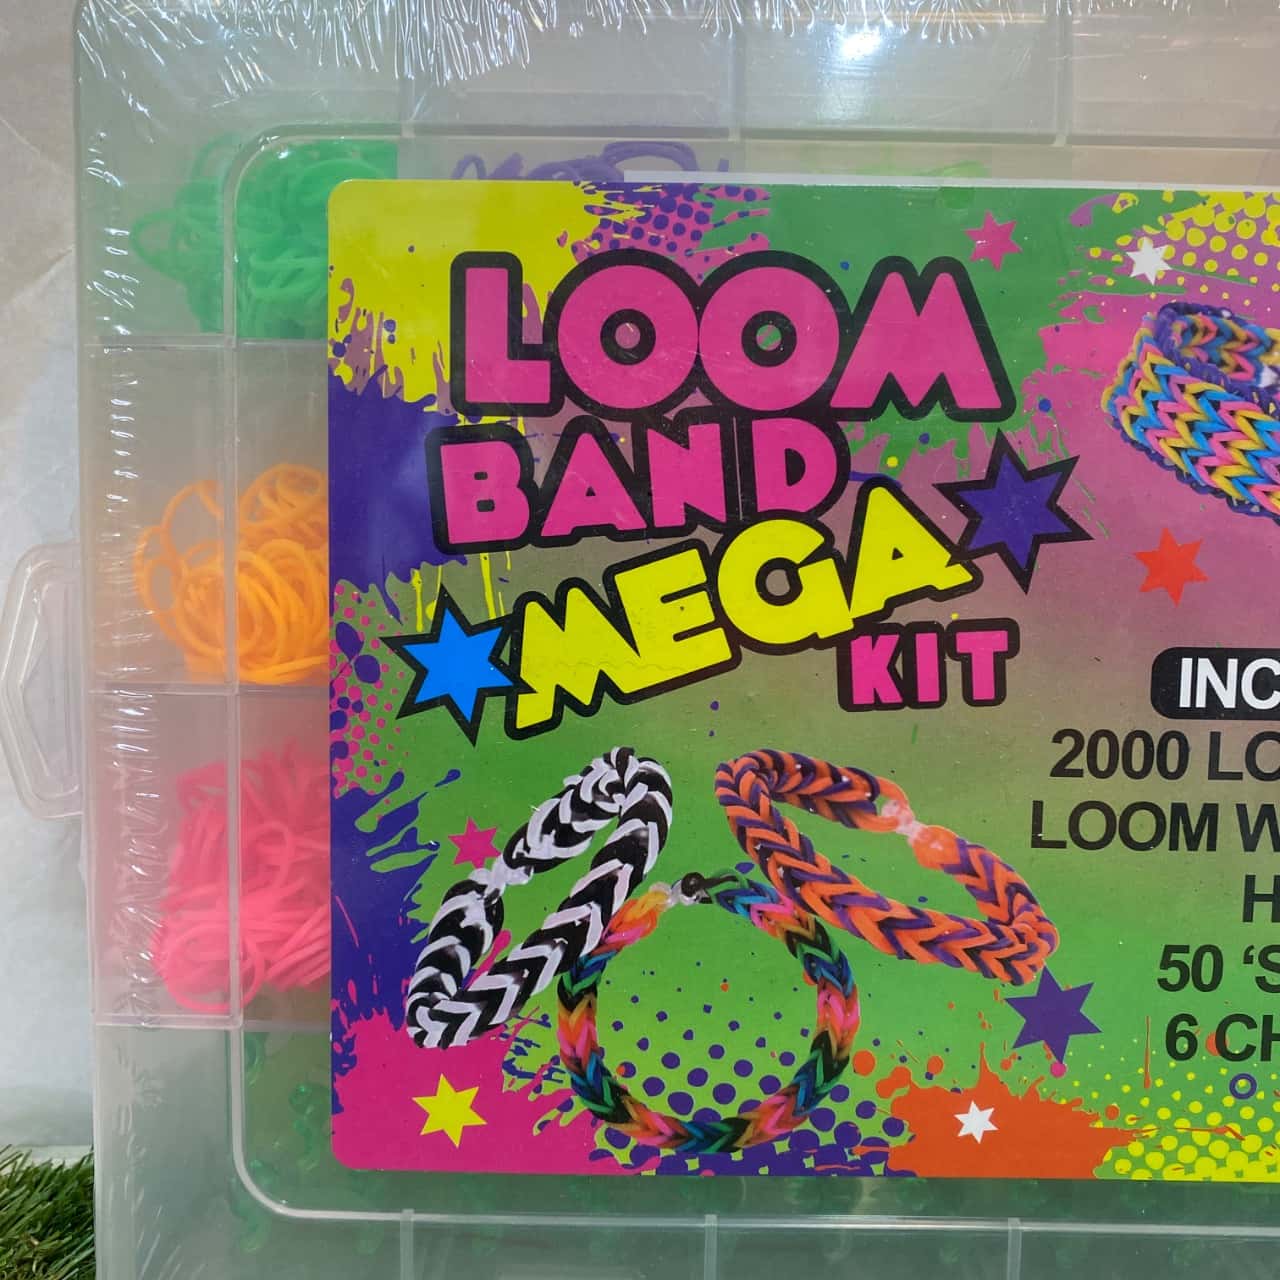 LOOM
BAND
MEGA
KIT
INC
2000 LO
LOOM W
H
50 ‘S
6 CH